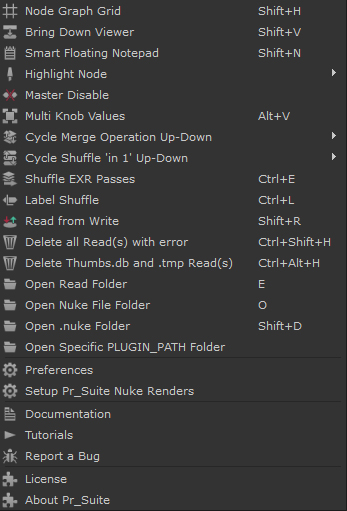 Node Graph Grid Shift+H
Bring Down Viewer Shift+V
Smart Floating Notepad Shift+N
Highlight Node
Master Disable
Multi Knob Values Alt+V
Cycle Merge Operation Up-Down
Cycle Shuffle 'in 1' Up-Down
Shuffle EXR Passes Ctrl+E
Label Shuffle Ctrl+L
Read from Write Shift+R
Delete all Read(s) with error Ctrl+Shift+H
Delete Thumbs.db and .tmp Read(s) Ctrl+Alt+H
Open Read Folder E
Open Nuke File Folder O
Open .nuke Folder Shift+D
Open Specific PLUGIN_PATH Folder
Preferences
Setup Pr_Suite Nuke Renders
Documentation
Tutorials
Report a Bug
License
About Pr_Suite